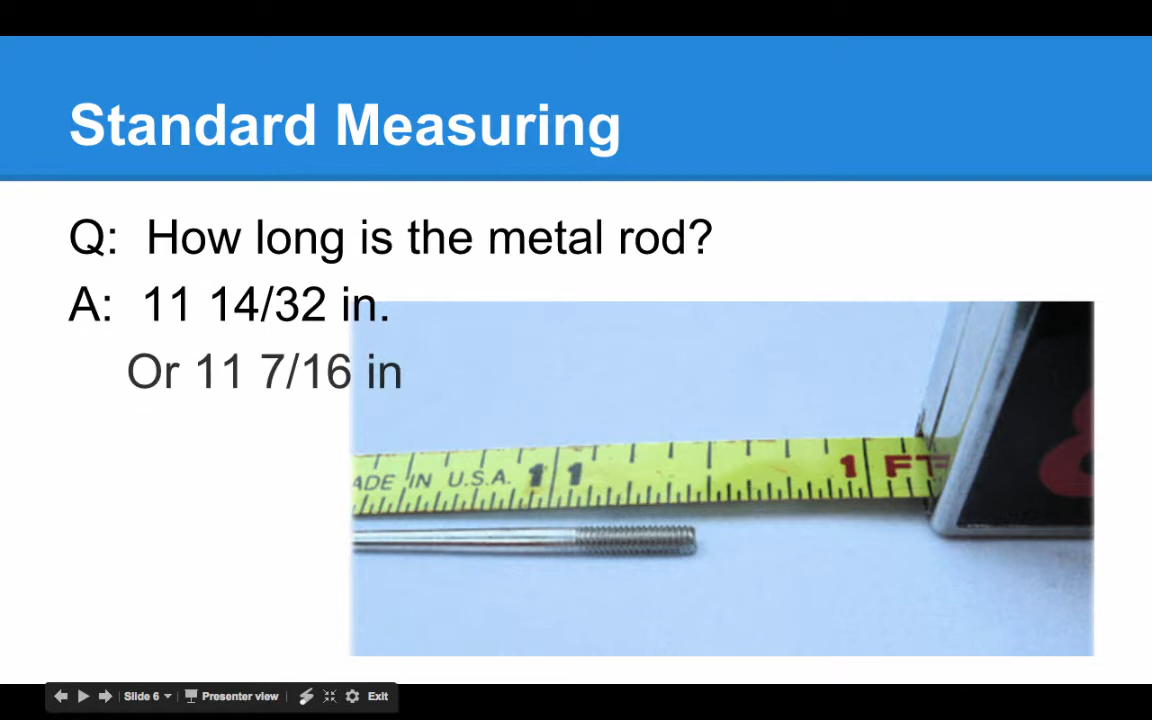 Standard Measuring
Q: How long is the metal rod?
A: 11 14/32 in.
Or 11 7/16 in
ADE IN U.S.A. 11 1 FT
Slide 6 Presenter view Exit